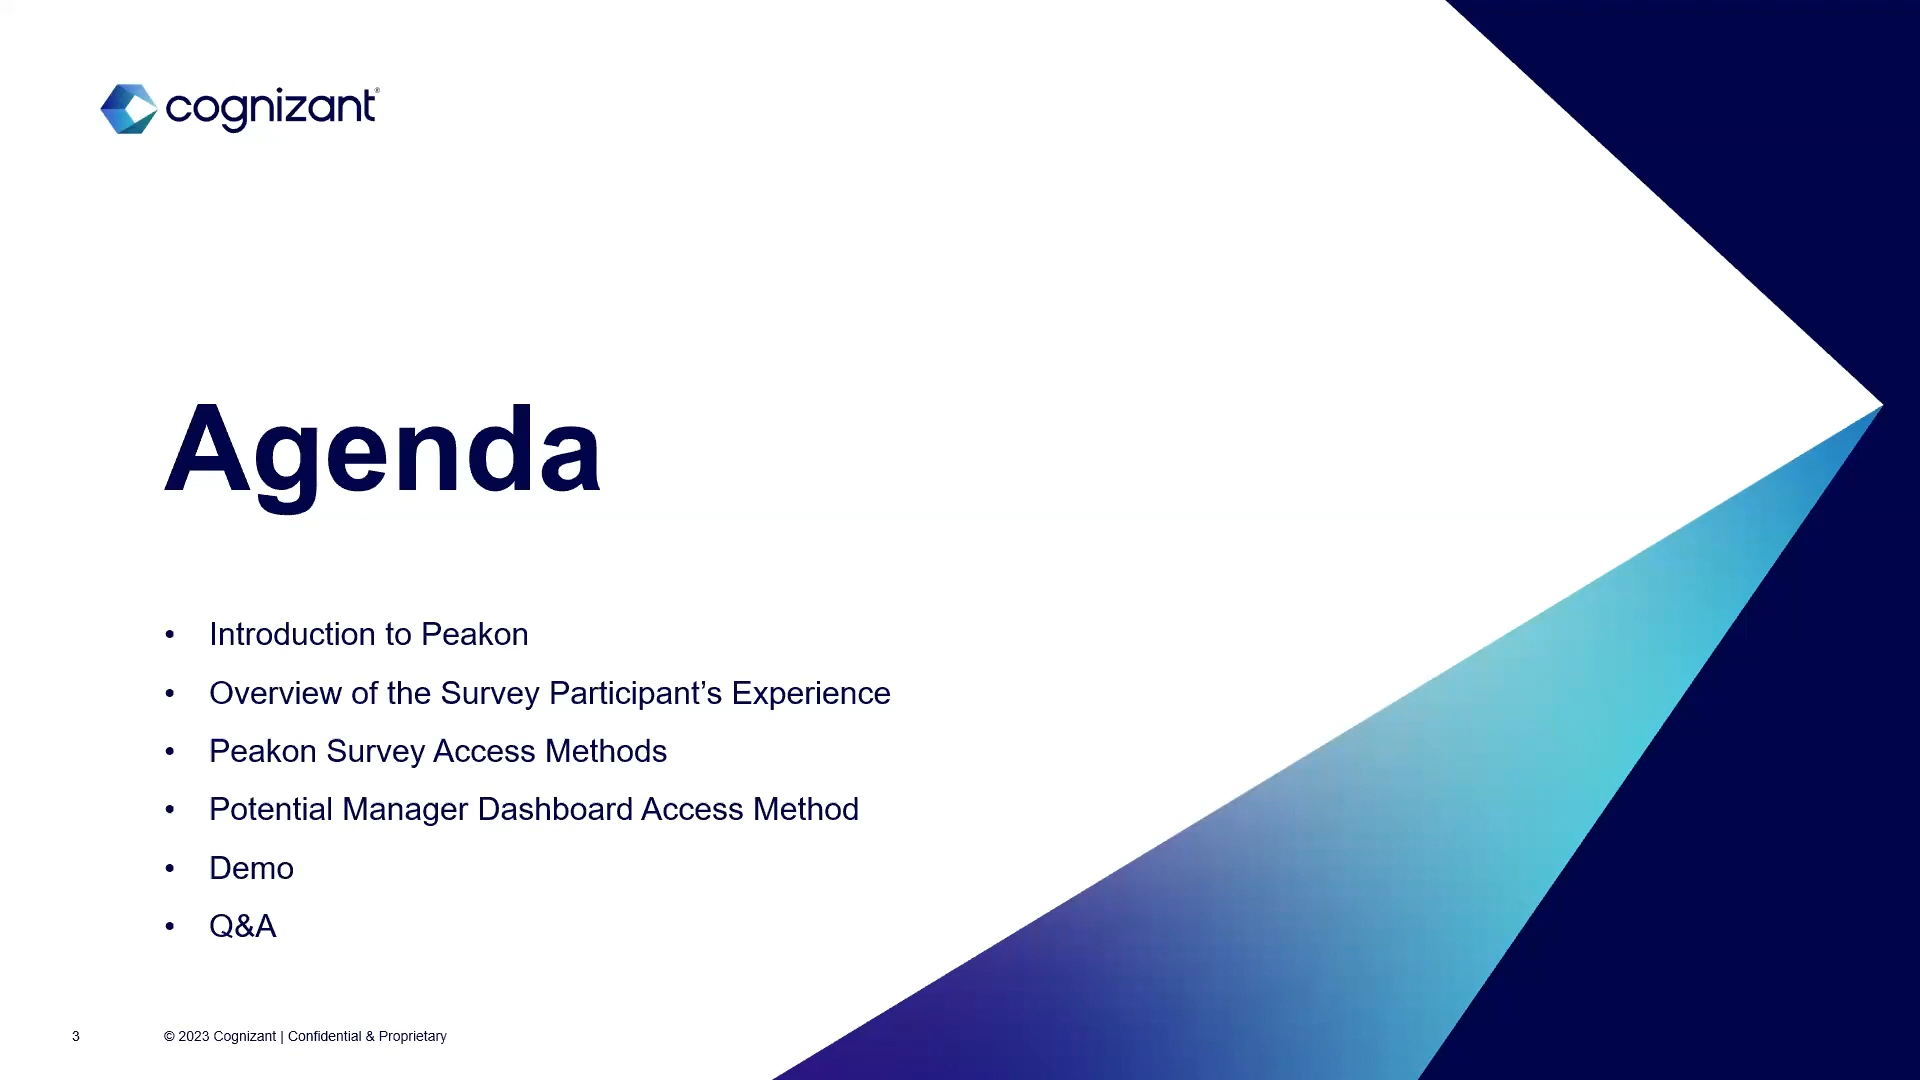 cognizant®
Agenda
• Introduction to Peakon
• Overview of the Survey Participant’s Experience
• Peakon Survey Access Methods
• Potential Manager Dashboard Access Method
• Demo
• Q&A
3 © 2023 Cognizant | Confidential & Proprietary